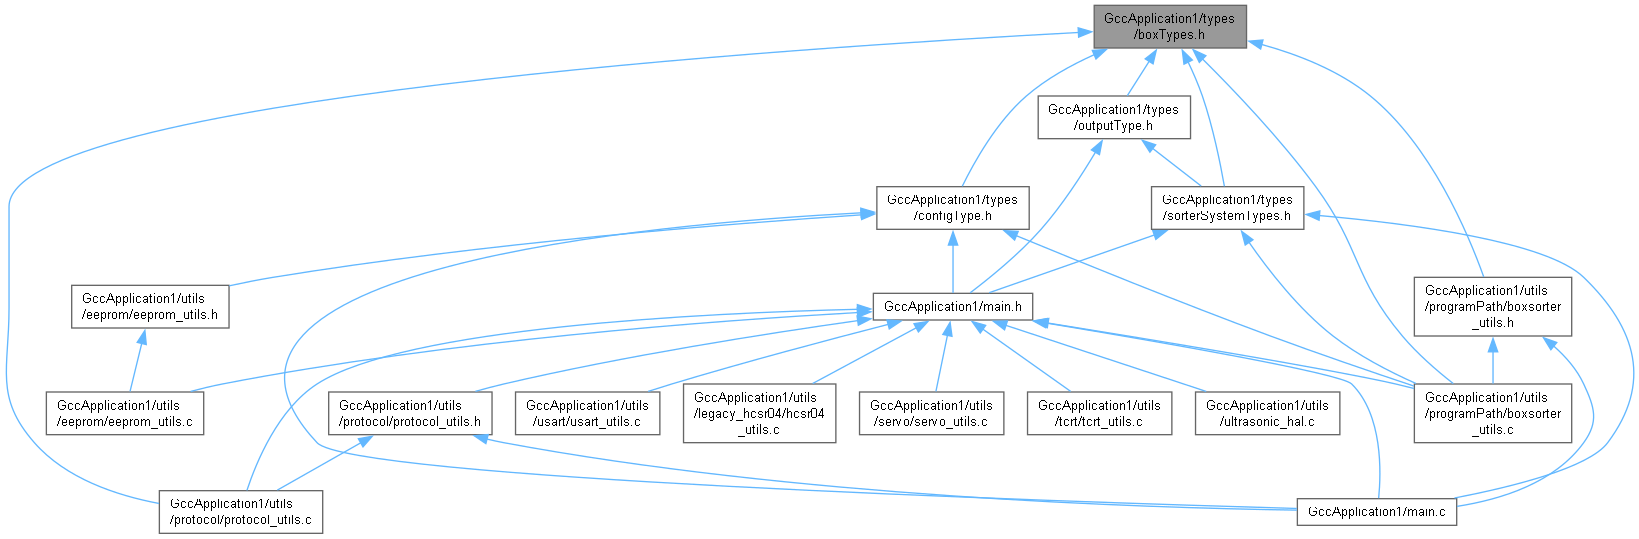 GccApplication1/types
/boxTypes.h
GccApplication1/types
/outputType.h
GccApplication1/types
/configType.h
GccApplication1/types
/sorterSystemTypes.h
GccApplication1/utils
/eeprom/eeprom_utils.h
GccApplication1/main.h
GccApplication1/utils
/programPath/boxsorter
_utils.h
GccApplication1/utils
/eeprom/eeprom_utils.c
GccApplication1/utils
/protocol/protocol_utils.h
GccApplication1/utils
/usart/usart_utils.c
GccApplication1/utils
/legacy_hcsr04/hcsr04
_utils.c
GccApplication1/utils
/servo/servo_utils.c
GccApplication1/utils
/tcrt/tcrt_utils.c
GccApplication1/utils
/ultrasonic_hal.c
GccApplication1/utils
/programPath/boxsorter
_utils.c
GccApplication1/utils
/protocol/protocol_utils.c
GccApplication1/main.c